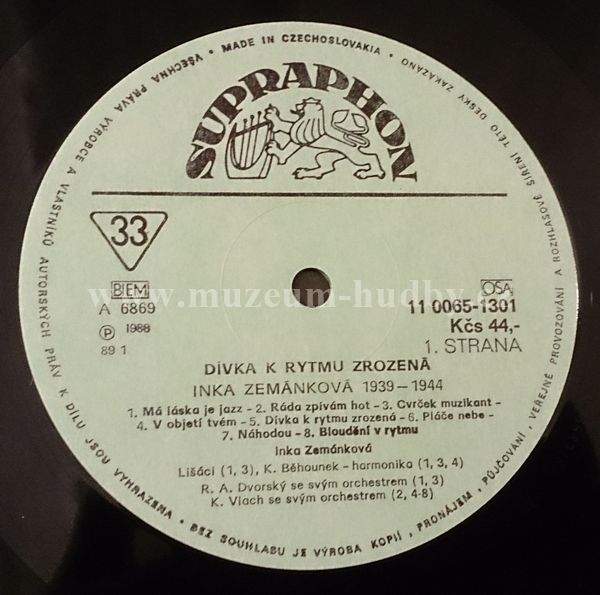 VŠECHNA PRÁVA VÝROBCE A VLASTNÍKŮ AUTORSKÝCH PRÁV K DÍLU JSOU VYHRAZENA • BEZ SOUHLASU JE VÝROBA KOPIÍ, PRONÁJEM, PŮJČOVÁNÍ, VEŘEJNÉ PROVOZOVÁNÍ A ROZHLASOVÉ ŠÍŘENÍ TÉTO DESKY ZAKÁZÁNO • MADE IN CZECHOSLOVAKIA •
SUPRAPHON
33
BIEM
OSA
www.muzeum-hudby.
A 6869
11 0065-1301
Ⓟ 1988
Kčs 44,-
89 1
1. STRANA
DÍVKA K RYTMU ZROZENÁ
INKA ZEMÁNKOVÁ 1939 – 1944
1. Má láska je jazz – 2. Ráda zpívám hot – 3. Cvrček muzikant –
4. V objetí tvém – 5. Dívka k rytmu zrozená – 6. Pláče nebe –
7. Náhodou – 8. Bloudění v rytmu
Inka Zemánková
Lišáci (1, 3), K. Běhounek – harmonika (1, 3, 4)
R. A. Dvorský se svým orchestrem (1, 3)
K. Vlach se svým orchestrem (2, 4-8)